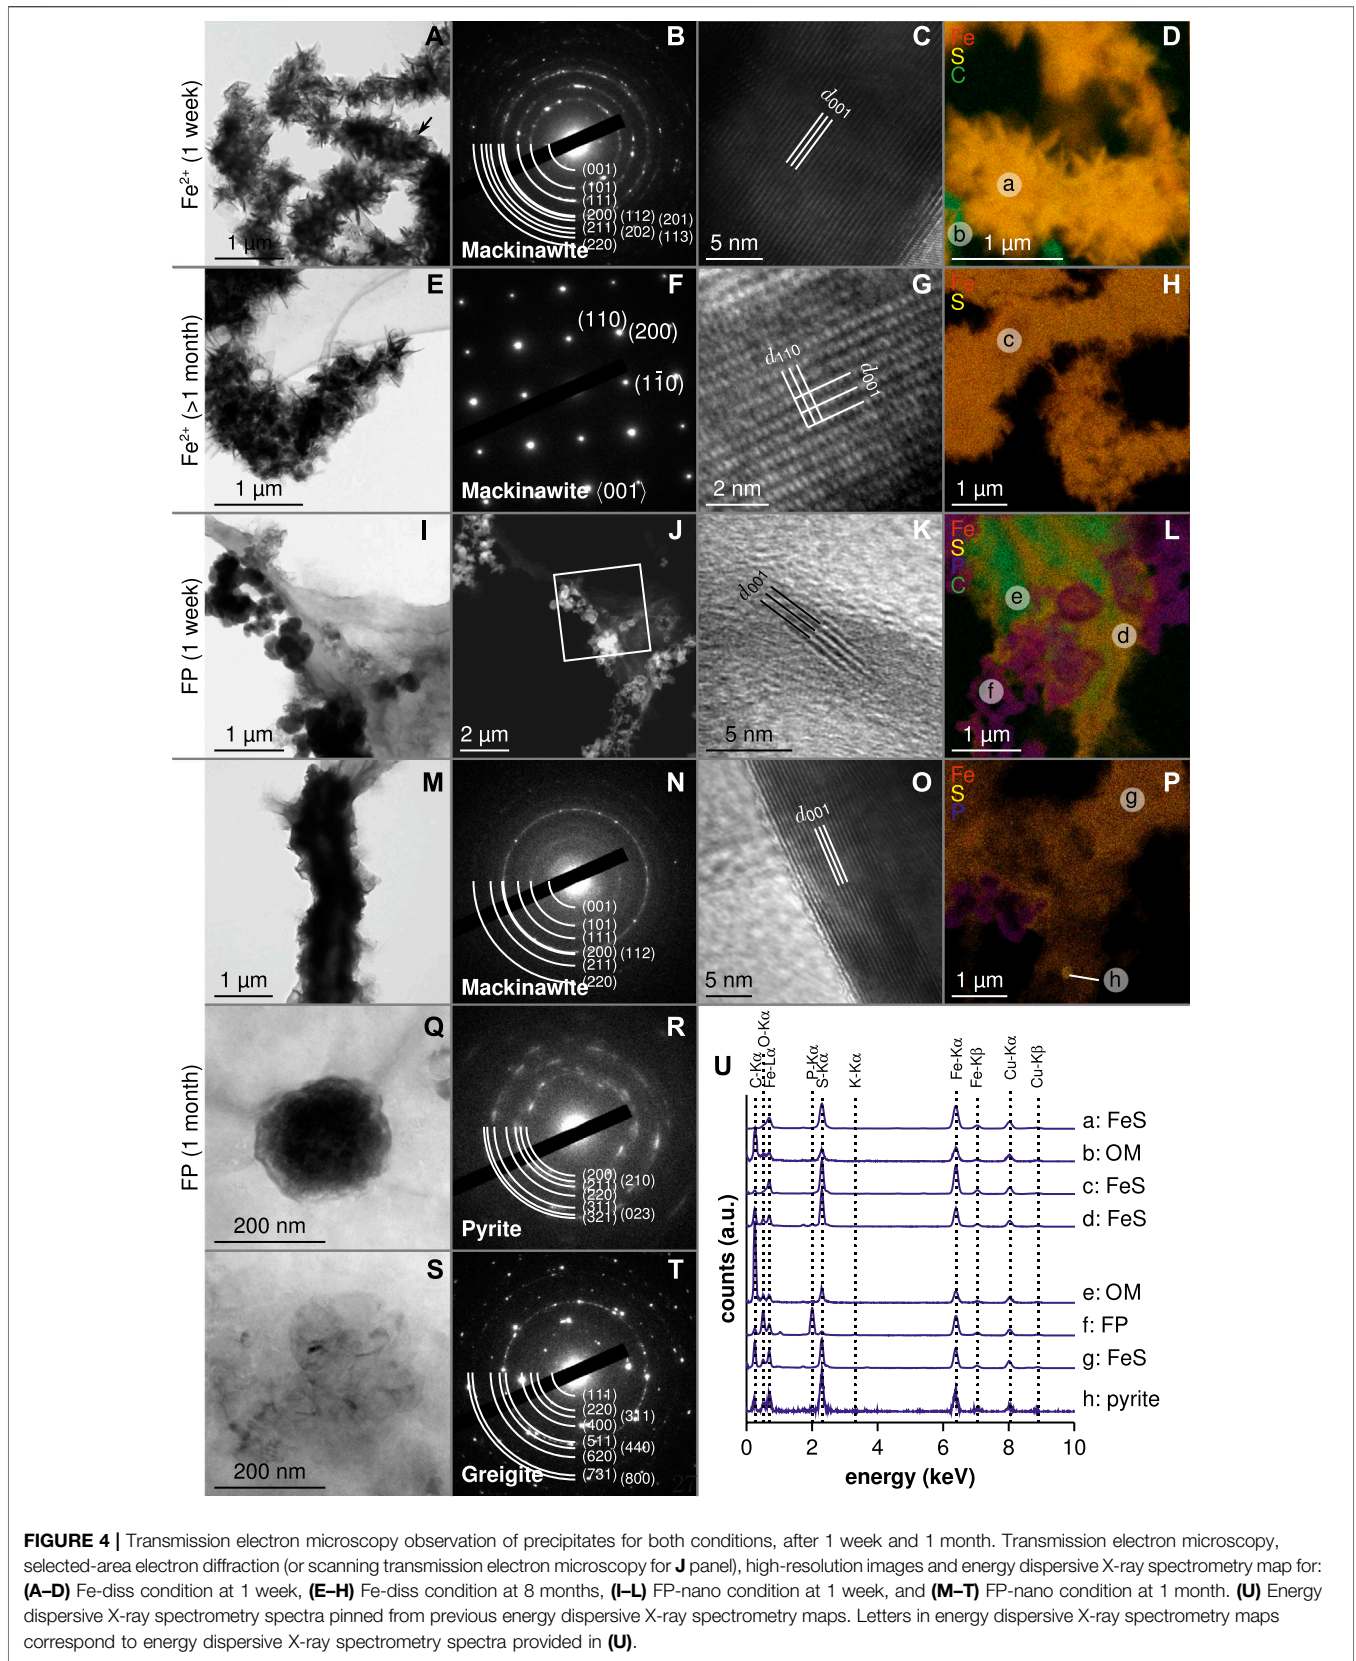 Fe²⁺ (1 week)
A
1 µm
B
(001)
(101)
(111)
(200) (112) (201)
(211) (202) (113)
(220)
Mackinawite
C
d001
5 nm
D
Fe
S
C
a
b
1 µm
Fe²⁺ (>1 month)
E
1 µm
F
(110)
(200)
(11̄0)
Mackinawite ⟨001⟩
G
d110
d001
2 nm
H
Fe
S
c
1 µm
FP (1 week)
I
1 µm
J
2 µm
K
d001
5 nm
L
Fe
S
P
C
e
d
f
1 µm
FP (1 month)
M
1 µm
N
(001)
(101)
(111)
(200) (112)
(211)
(220)
Mackinawite
O
d001
5 nm
P
Fe
S
P
g
h
1 µm
Q
200 nm
R
(200)
(211) (210)
(220)
(311)
(321) (023)
Pyrite
S
200 nm
T
(111)
(220)
(311)
(400)
(511) (440)
(620)
(731) (800)
Greigite
27
U
C-Kα
O-Kα
Fe-Lα
P-Kα
S-Kα
K-Kα
Fe-Kα
Fe-Kβ
Cu-Kα
Cu-Kβ
a: FeS
b: OM
c: FeS
d: FeS
e: OM
f: FP
g: FeS
h: pyrite
counts (a.u.)
0 2 4 6 8 10
energy (keV)
FIGURE 4 | Transmission electron microscopy observation of precipitates for both conditions, after 1 week and 1 month. Transmission electron microscopy,
selected-area electron diffraction (or scanning transmission electron microscopy for J panel), high-resolution images and energy dispersive X-ray spectrometry map for:
(A–D) Fe-diss condition at 1 week, (E–H) Fe-diss condition at 8 months, (I–L) FP-nano condition at 1 week, and (M–T) FP-nano condition at 1 month. (U) Energy
dispersive X-ray spectrometry spectra pinned from previous energy dispersive X-ray spectrometry maps. Letters in energy dispersive X-ray spectrometry maps
correspond to energy dispersive X-ray spectrometry spectra provided in (U).